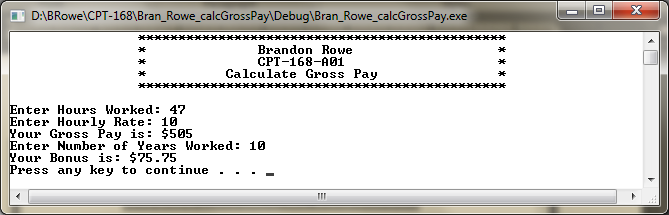 D:\BRowe\CPT-168\Bran_Rowe_calcGrossPay\Debug\Bran_Rowe_calcGrossPay.exe
**********************************************
* Brandon Rowe *
* CPT-168-A01 *
* Calculate Gross Pay *
**********************************************
Enter Hours Worked: 47
Enter Hourly Rate: 10
Your Gross Pay is: $505
Enter Number of Years Worked: 10
Your Bonus is: $75.75
Press any key to continue . . . _